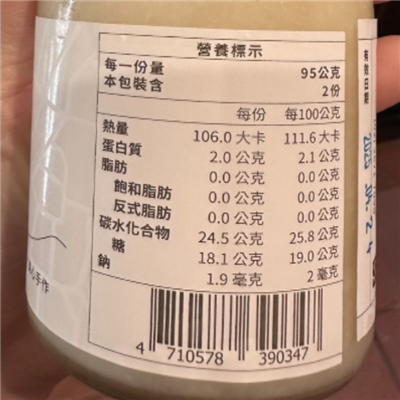 營養標示
每一份量 95公克
本包裝含 2份
每份 每100公克
熱量 106.0 大卡 111.6 大卡
蛋白質 2.0 公克 2.1 公克
脂肪 0.0 公克 0.0 公克
飽和脂肪 0.0 公克 0.0 公克
反式脂肪 0.0 公克 0.0 公克
碳水化合物 24.5 公克 25.8 公克
糖 18.1 公克 19.0 公克
鈉 1.9 毫克 2 毫克
4 710578 390347
有效日期
手作